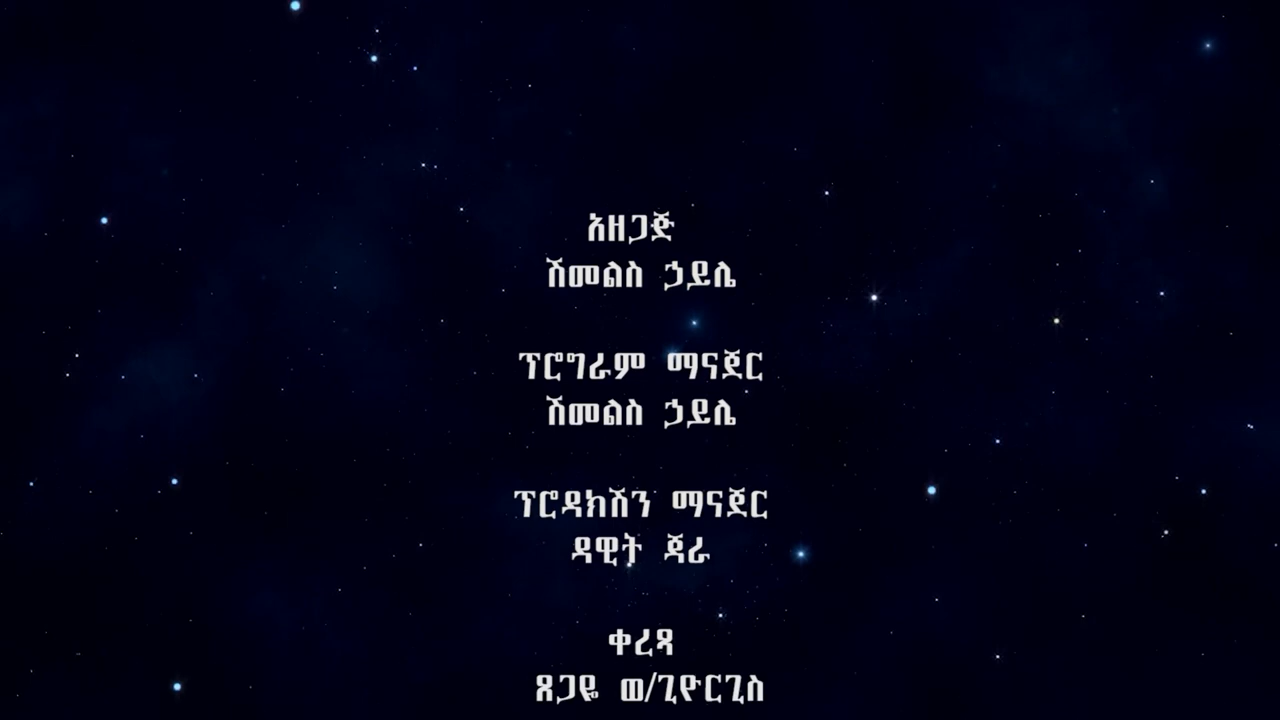 አዘጋጅ
ሽመልስ ኃይሌ
ፕሮግራም ማናጀር
ሽመልስ ኃይሌ
ፕሮዳክሽን ማናጀር
ዳዊት ጃራ
ቀረጻ
ጸጋዬ ወ/ጊዮርጊስ